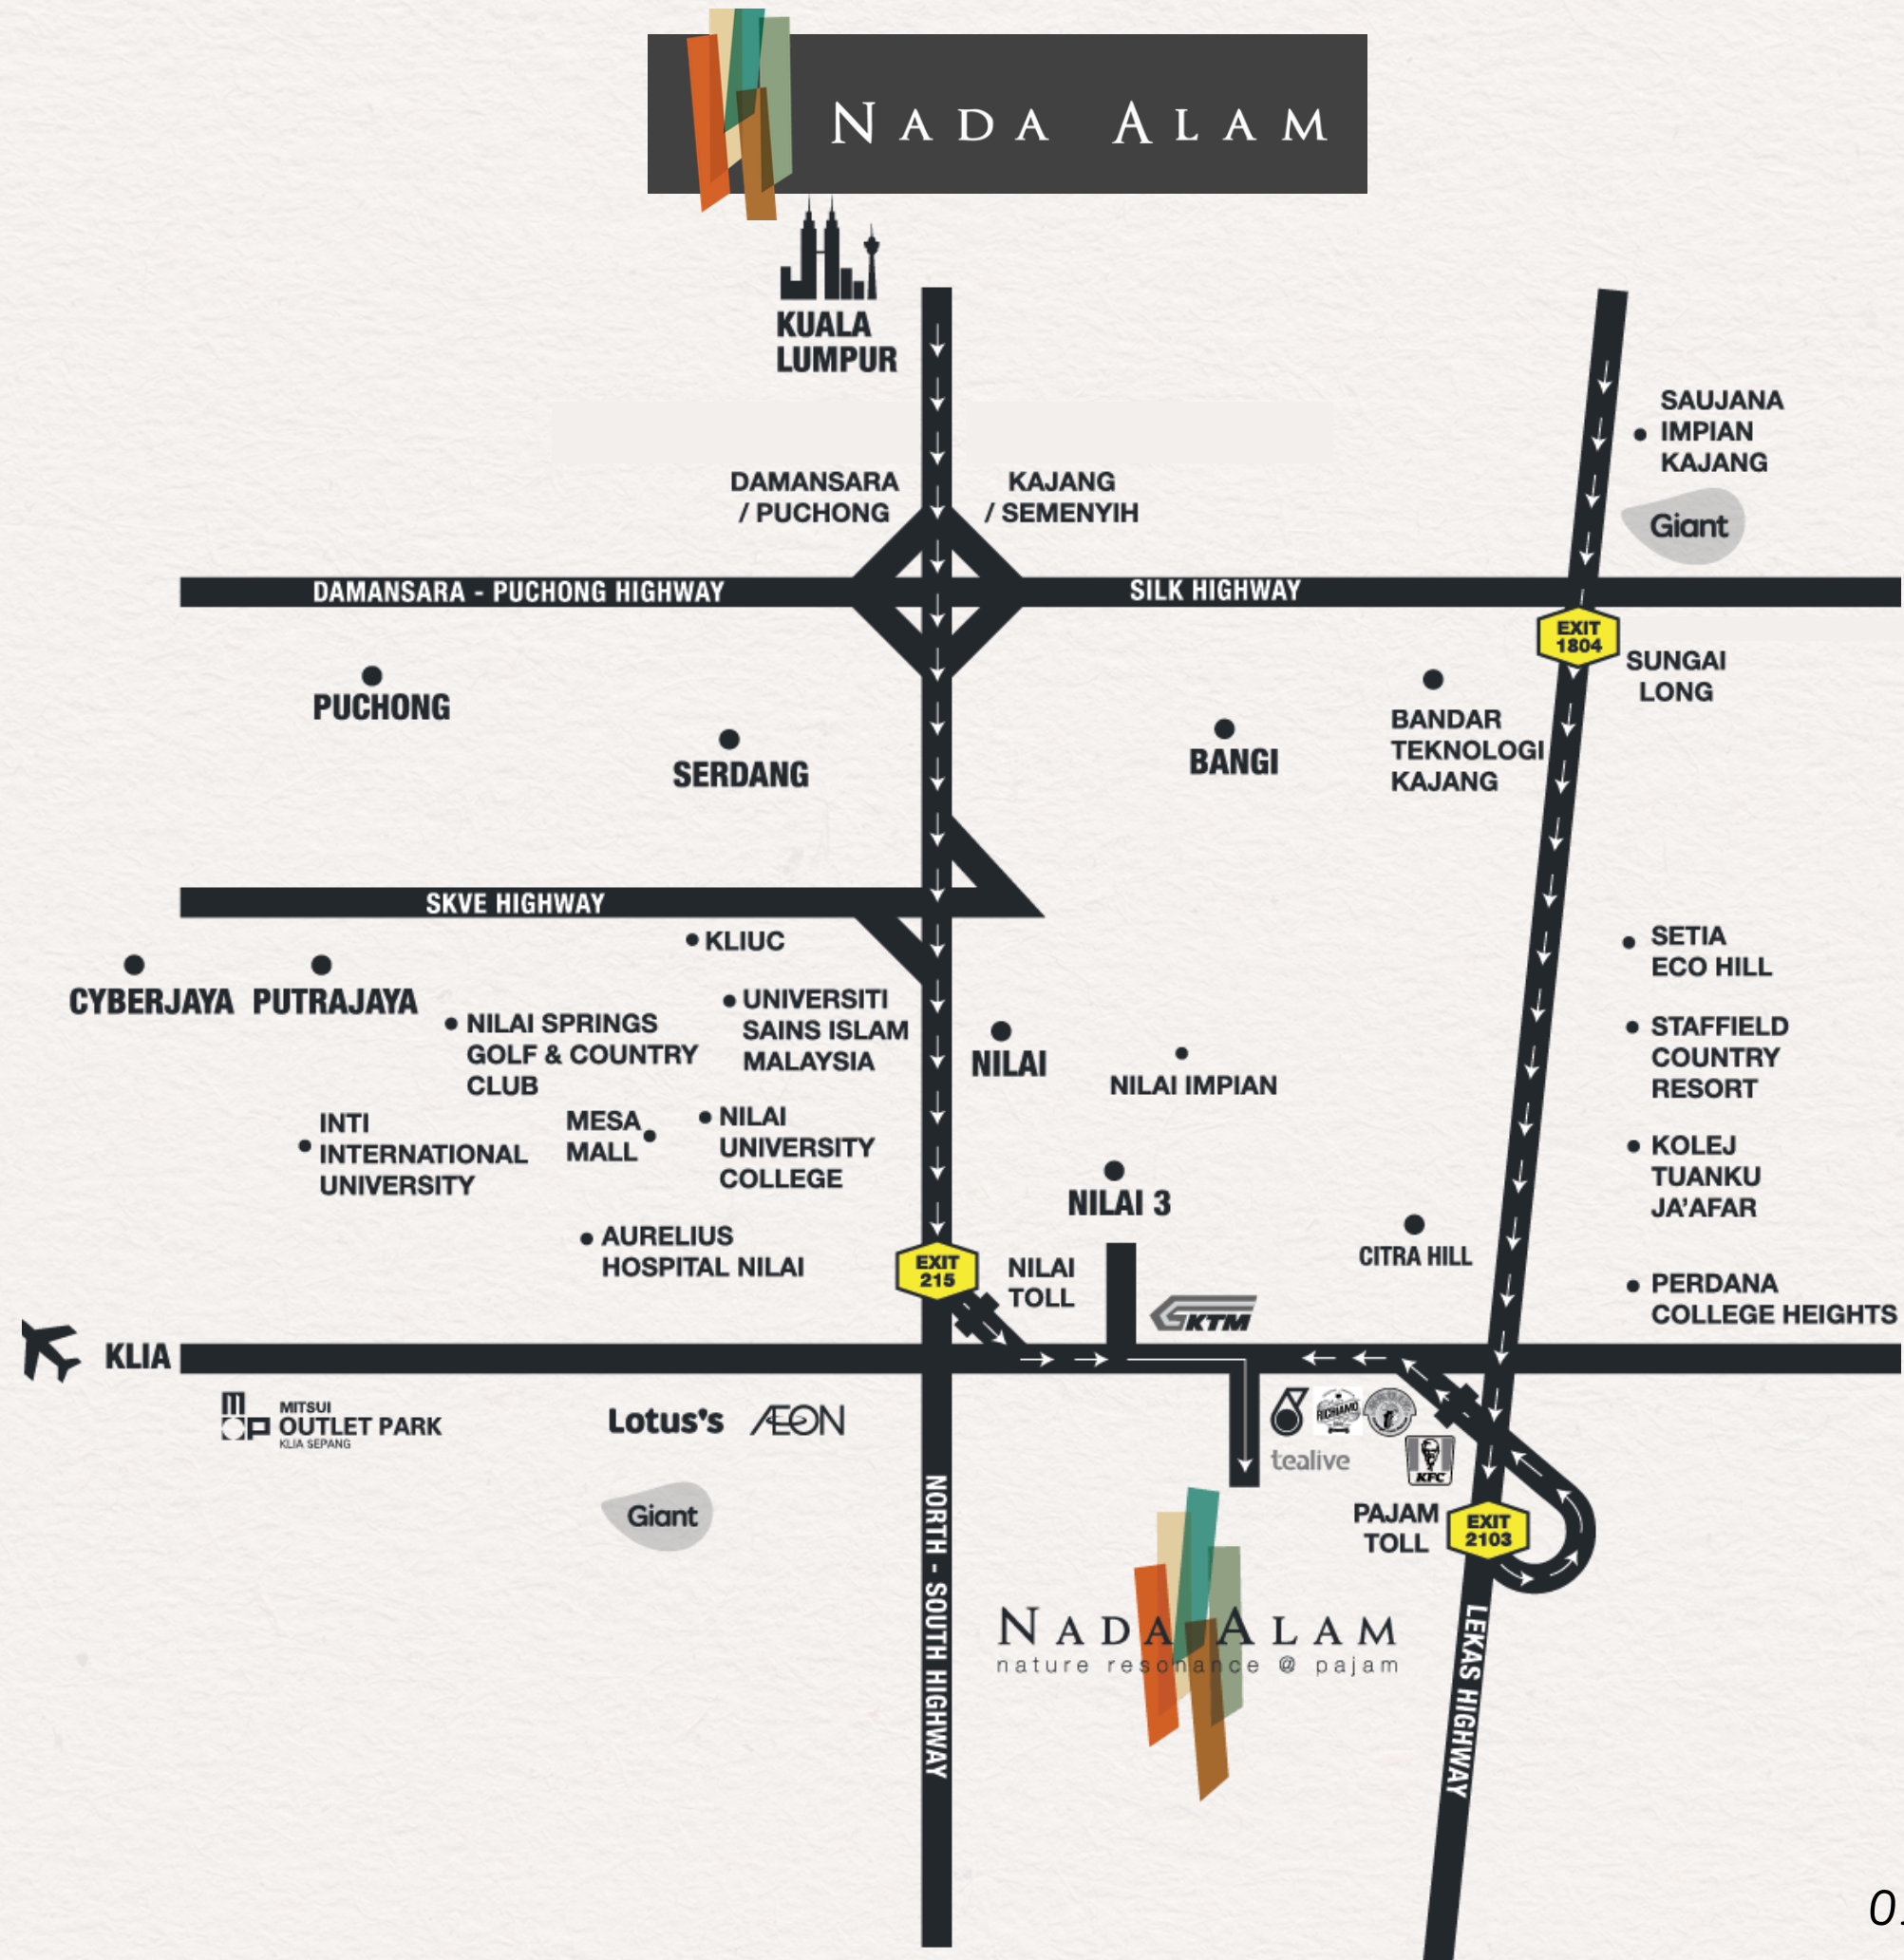 NADA ALAM
KUALA
LUMPUR
SAUJANA
IMPIAN
KAJANG
Giant
DAMANSARA
/ PUCHONG
KAJANG
/ SEMENYIH
DAMANSARA - PUCHONG HIGHWAY
SILK HIGHWAY
EXIT
1804
SUNGAI
LONG
PUCHONG
SERDANG
BANGI
BANDAR
TEKNOLOGI
KAJANG
SKVE HIGHWAY
KLIUC
CYBERJAYA
PUTRAJAYA
NILAI SPRINGS
GOLF & COUNTRY
CLUB
UNIVERSITI
SAINS ISLAM
MALAYSIA
NILAI
NILAI IMPIAN
SETIA
ECO HILL
STAFFIELD
COUNTRY
RESORT
INTI
INTERNATIONAL
UNIVERSITY
MESA
MALL
NILAI
UNIVERSITY
COLLEGE
NILAI 3
KOLEJ
TUANKU
JA'AFAR
AURELIUS
HOSPITAL NILAI
EXIT
215
NILAI
TOLL
KTM
CITRA HILL
PERDANA
COLLEGE HEIGHTS
KLIA
MITSUI
OUTLET PARK
KLIA SEPANG
Lotus's
ÆON
Giant
RICHIAMO
tealive
KFC
PAJAM
TOLL
EXIT
2103
NORTH - SOUTH HIGHWAY
LEKAS HIGHWAY
NADA ALAM
nature resonance @ pajam
0.